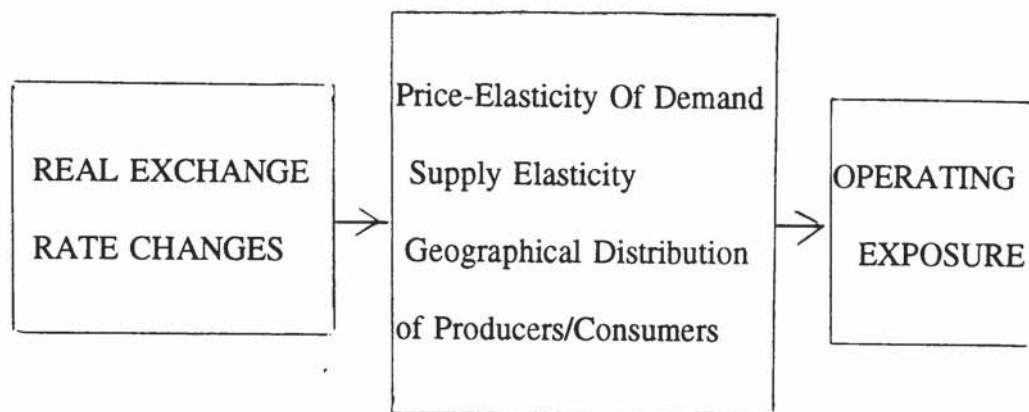 REAL EXCHANGE
RATE CHANGES
Price-Elasticity Of Demand
Supply Elasticity
Geographical Distribution
of Producers/Consumers
OPERATING
EXPOSURE